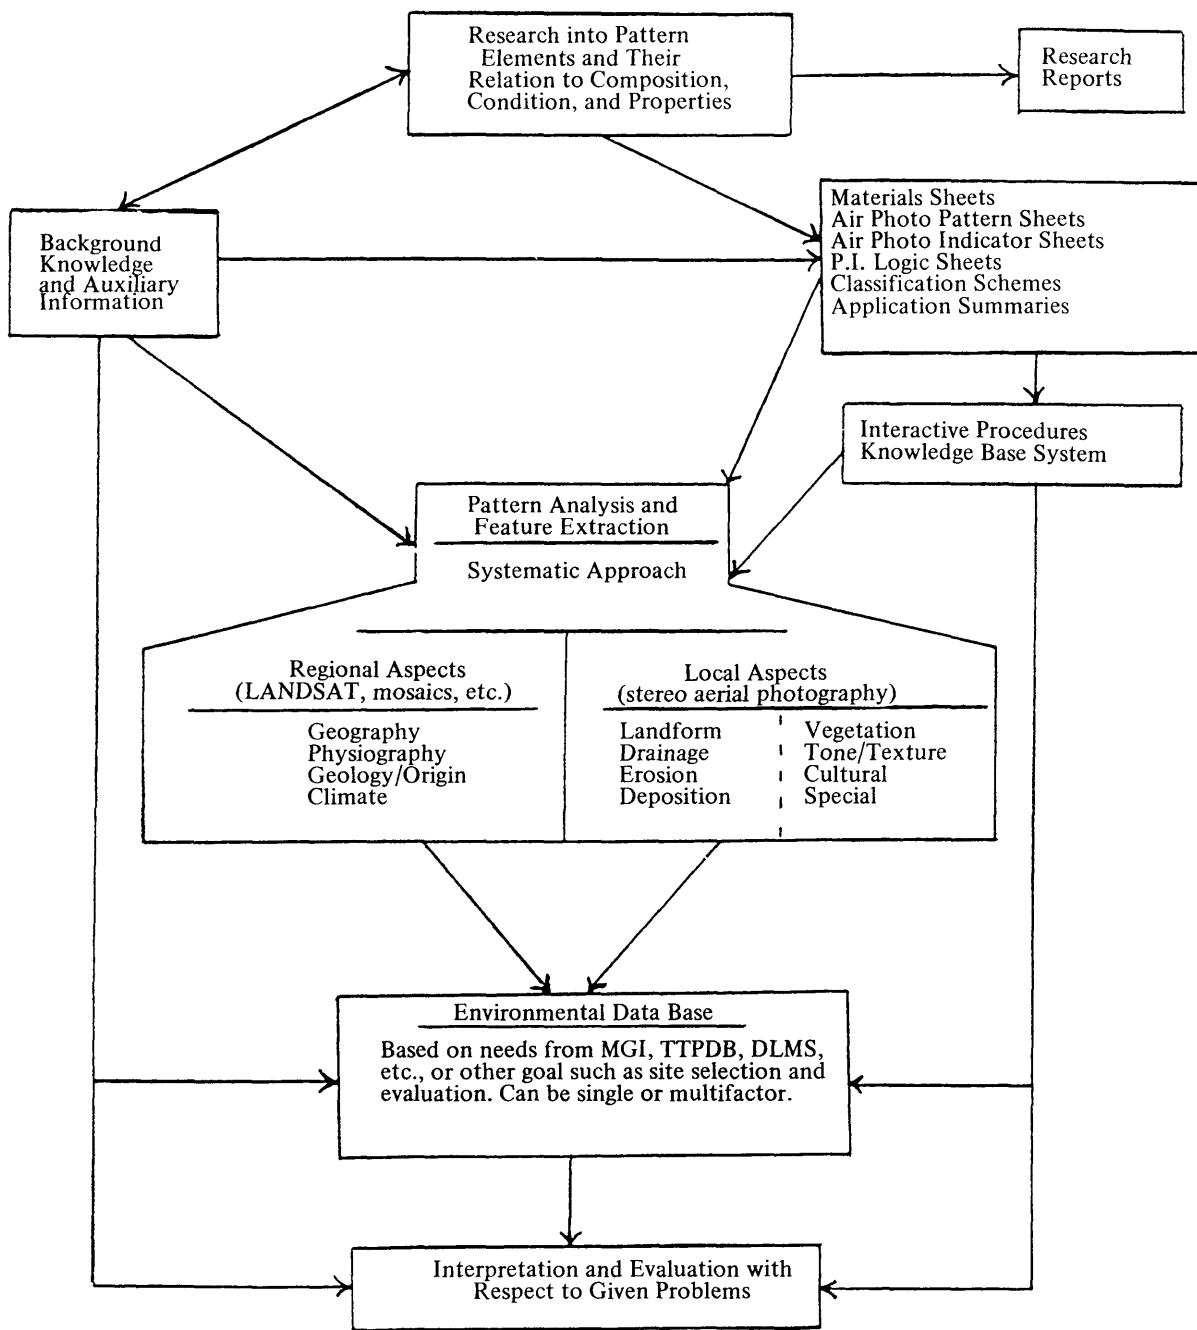 Research into Pattern
Elements and Their
Relation to Composition,
Condition, and Properties
Research
Reports
Materials Sheets
Air Photo Pattern Sheets
Air Photo Indicator Sheets
P.I. Logic Sheets
Classification Schemes
Application Summaries
Background
Knowledge
and Auxiliary
Information
Interactive Procedures
Knowledge Base System
Pattern Analysis and
Feature Extraction
Systematic Approach
Regional Aspects
(LANDSAT, mosaics, etc.)
Geography
Physiography
Geology/Origin
Climate
Local Aspects
(stereo aerial photography)
Landform
Drainage
Erosion
Deposition
Vegetation
Tone/Texture
Cultural
Special
Environmental Data Base
Based on needs from MGI, TTPDB, DLMS,
etc., or other goal such as site selection and
evaluation. Can be single or multifactor.
Interpretation and Evaluation with
Respect to Given Problems